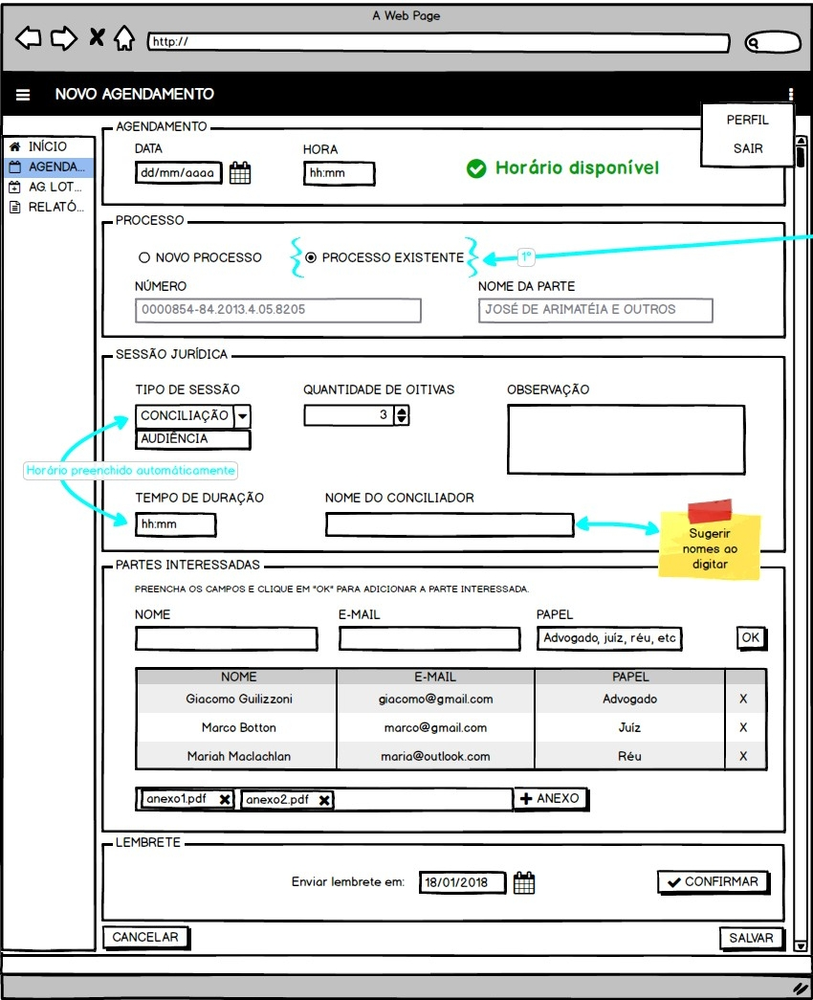 A Web Page
http://
NOVO AGENDAMENTO
PERFIL
SAIR
INÍCIO
AGENDA...
AG. LOT...
RELATÓ...
AGENDAMENTO
DATA
HORA
dd/mm/aaaa
hh:mm
Horário disponível
PROCESSO
NOVO PROCESSO
PROCESSO EXISTENTE
1º
NÚMERO
NOME DA PARTE
0000854-84.2013.4.05.8205
JOSÉ DE ARIMATÉIA E OUTROS
SESSÃO JURÍDICA
TIPO DE SESSÃO
QUANTIDADE DE OITIVAS
OBSERVAÇÃO
CONCILIAÇÃO
3
AUDIÊNCIA
Horário preenchido automáticamente
TEMPO DE DURAÇÃO
NOME DO CONCILIADOR
hh:mm
Sugerir
nomes ao
digitar
PARTES INTERESSADAS
PREENCHA OS CAMPOS E CLIQUE EM "OK" PARA ADICIONAR A PARTE INTERESSADA.
NOME
E-MAIL
PAPEL
Advogado, juíz, réu, etc
OK
NOME E-MAIL PAPEL
Giacomo Guilizzoni giacomo@gmail.com Advogado X
Marco Botton marco@gmail.com Juíz X
Mariah Maclachlan maria@outlook.com Réu X
anexo1.pdf
anexo2.pdf
ANEXO
LEMBRETE
Enviar lembrete em: 18/01/2018
CONFIRMAR
CANCELAR
SALVAR